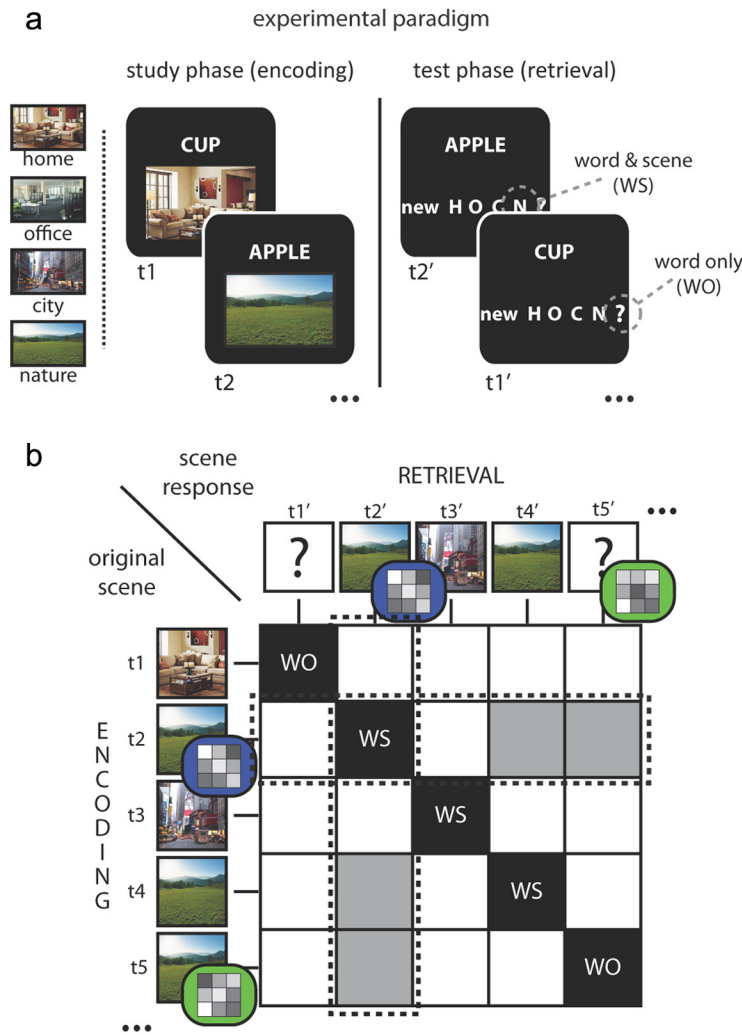 a
experimental paradigm
study phase (encoding)
test phase (retrieval)
home
office
city
nature
CUP
t1
APPLE
t2
...
APPLE
new H O C N ?
t2′
word & scene
(WS)
CUP
new H O C N ?
t1′
word only
(WO)
...
b
scene
response
original
scene
RETRIEVAL
t1′ t2′ t3′ t4′ t5′ ...
? ?
ENCODING
t1 WO
t2 WS
t3 WS
t4 WS
t5 WO
...